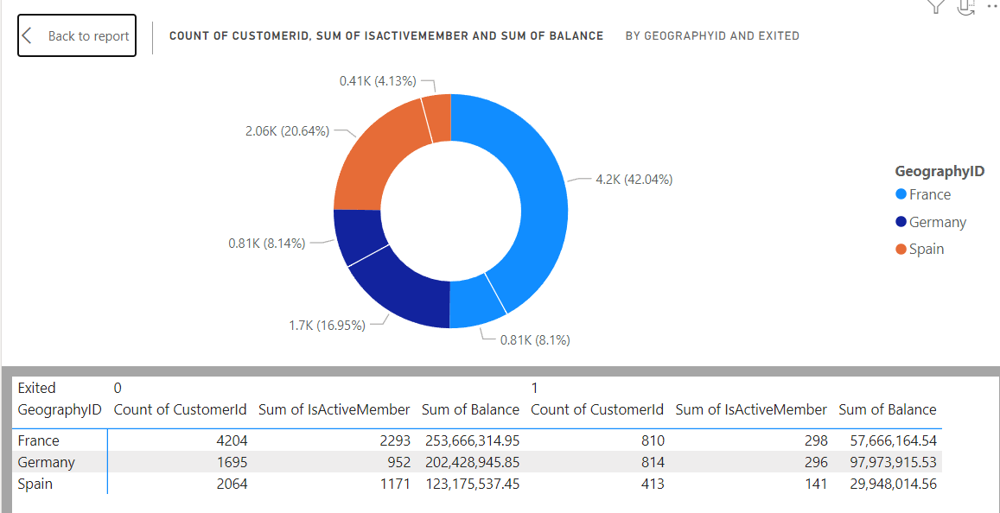 Back to report
COUNT OF CUSTOMERID, SUM OF ISACTIVEMEMBER AND SUM OF BALANCE BY GEOGRAPHYID AND EXITED
0.41K (4.13%)
2.06K (20.64%)
4.2K (42.04%)
0.81K (8.14%)
1.7K (16.95%)
0.81K (8.1%)
GeographyID
France
Germany
Spain
Exited 0 1
GeographyID Count of CustomerId Sum of IsActiveMember Sum of Balance Count of CustomerId Sum of IsActiveMember Sum of Balance
France 4204 2293 253,666,314.95 810 298 57,666,164.54
Germany 1695 952 202,428,945.85 814 296 97,973,915.53
Spain 2064 1171 123,175,537.45 413 141 29,948,014.56